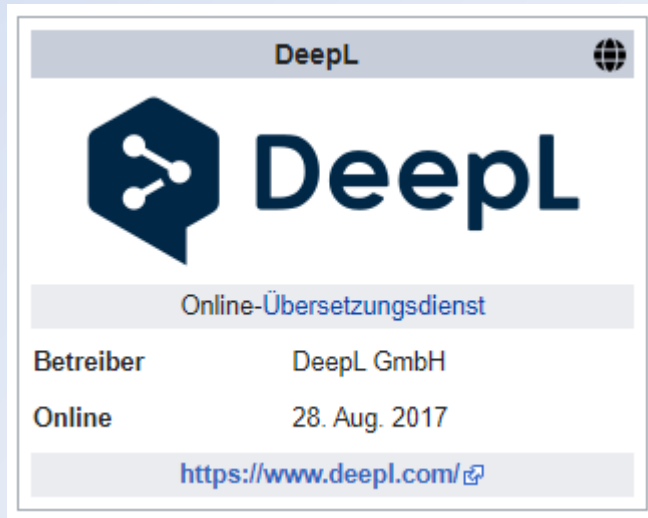 DeepL
DeepL
Online-Übersetzungsdienst
Betreiber DeepL GmbH
Online 28. Aug. 2017
https://www.deepl.com/